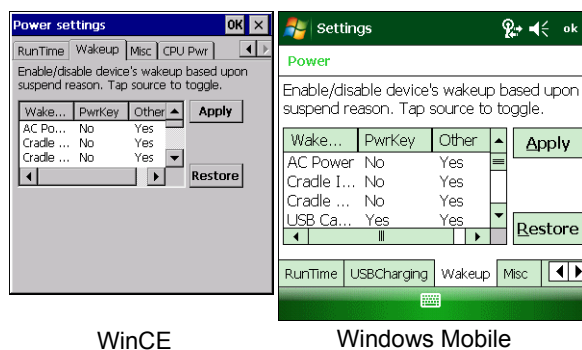 Power settings OK ×
RunTime Wakeup Misc CPU Pwr
Enable/disable device's wakeup based upon
suspend reason. Tap source to
toggle.
Wake... PwrKey Other
AC Po... No Yes
Cradle ... No Yes
Cradle ... No Yes
Apply
Restore
WinCE
Settings ok
Power
Enable/disable device's wakeup based upon
suspend reason. Tap source to toggle.
Wake... PwrKey Other
AC Power No Yes
Cradle I... No Yes
Cradle ... No Yes
USB Ca... Yes Yes
Apply
Restore
RunTime USBCharging Wakeup Misc
Windows Mobile